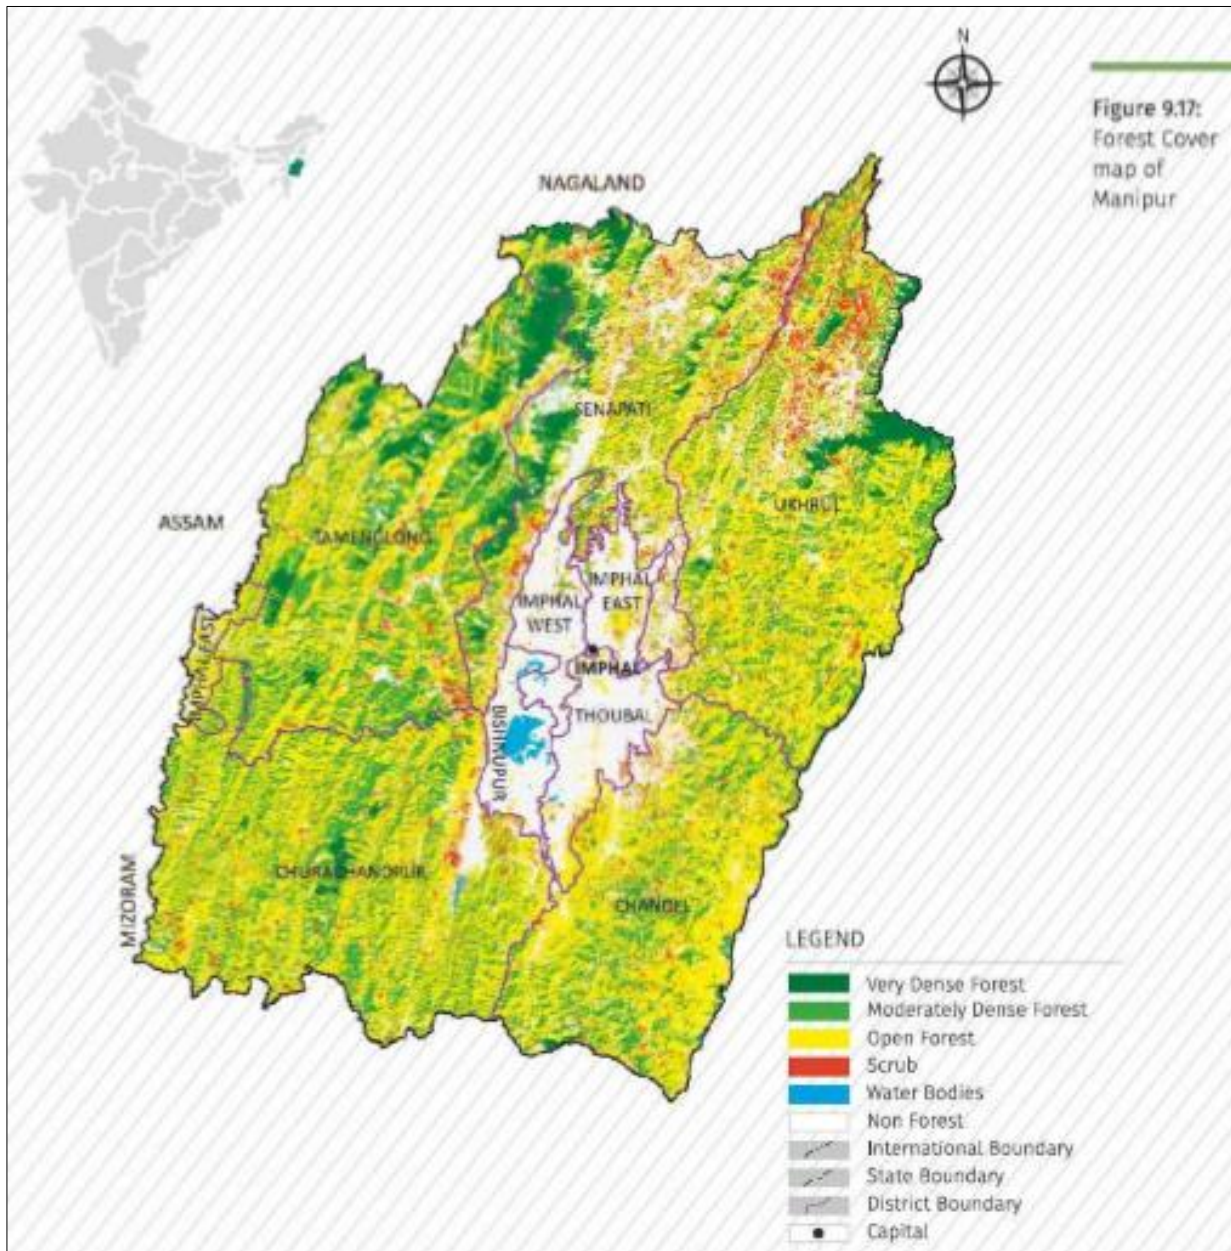 N
Figure 9.17:
Forest Cover
map of
Manipur
NAGALAND
SENAPATI
ASSAM
TAMENGLONG
UKHRUL
IMPHAL
EAST
IMPHAL
WEST
IMPHAL EAST
IMPHAL
THOUBAL
BISHNUPUR
CHURACHANDPUR
CHANDEL
MIZORAM
LEGEND
Very Dense Forest
Moderately Dense Forest
Open Forest
Scrub
Water Bodies
Non Forest
International Boundary
State Boundary
District Boundary
Capital